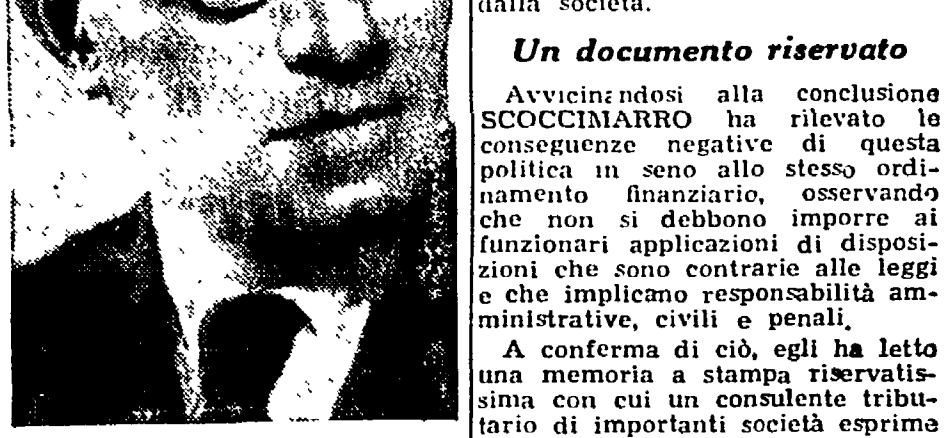 dalla società.
Un documento riservato
Avvicinandosi alla conclusione
SCOCCIMARRO ha rilevato le
conseguenze negative di questa
politica in seno allo stesso ordi-
namento finanziario, osservando
che non si debbono imporre ai
funzionari applicazioni di disposi-
zioni che sono contrarie alle leggi
e che implicano responsabilità am-
ministrative, civili e penali.
A conferma di ciò, egli ha letto
una memoria a stampa riservatis-
sima con cui un consulente tribu-
tario di importanti società esprime